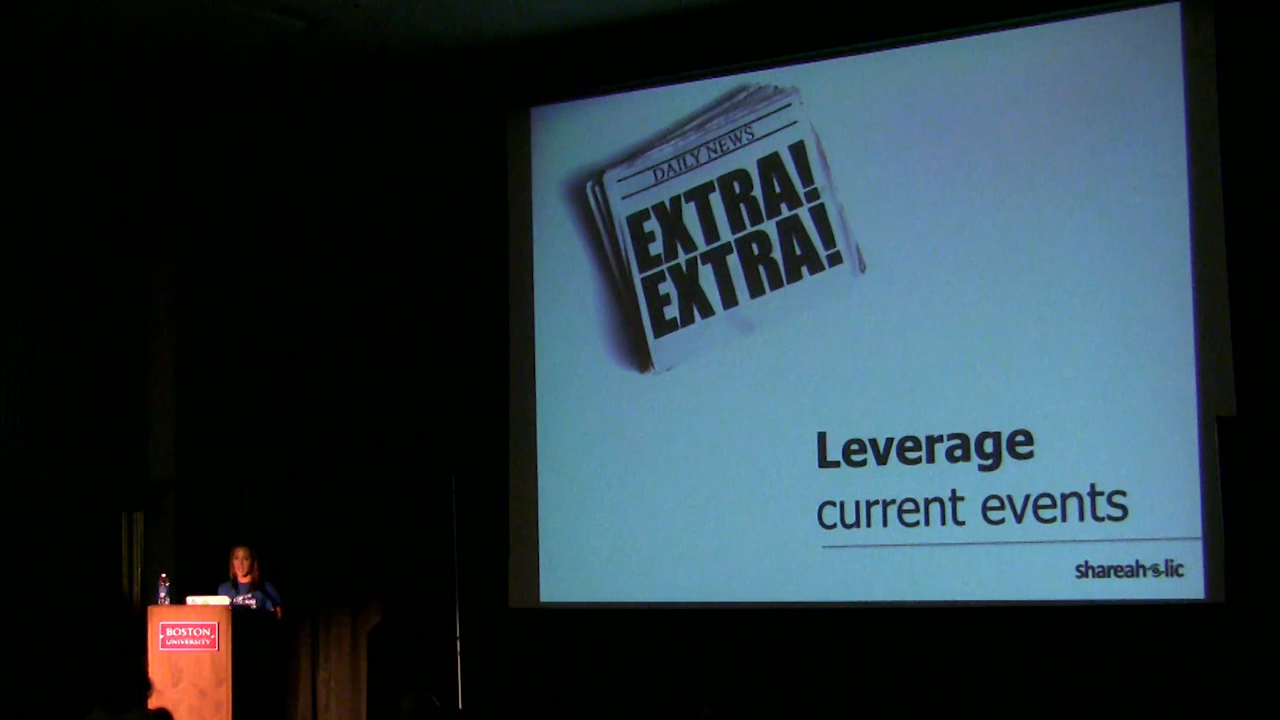 DAILY NEWS
EXTRA!
EXTRA!
Leverage
current events
shareaholic
BOSTON
UNIVERSITY